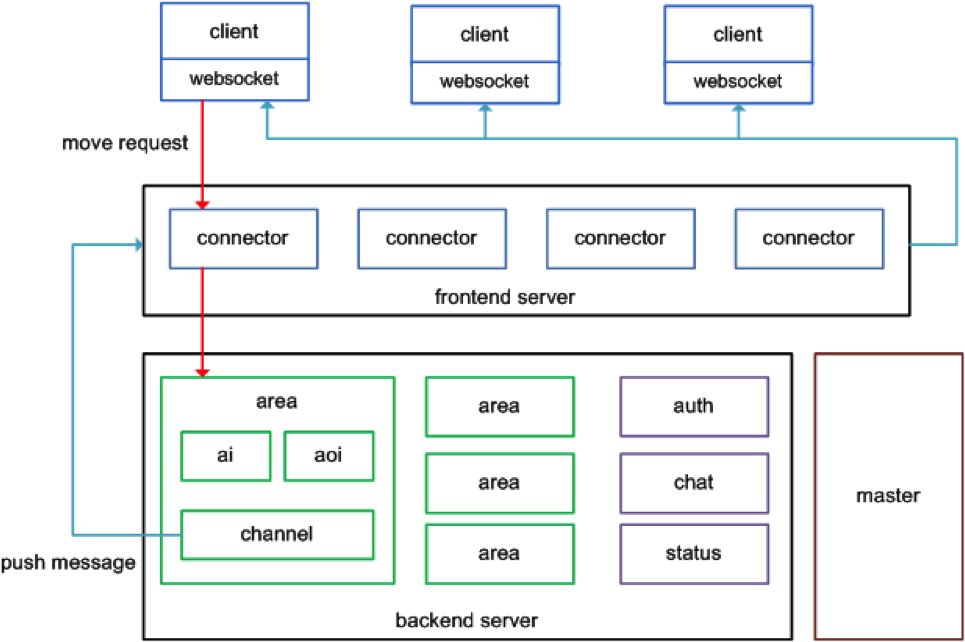 client
websocket
client
websocket
client
websocket
move request
connector
connector
connector
connector
frontend server
area
ai
aoi
channel
area
area
area
auth
chat
status
master
push message
backend server